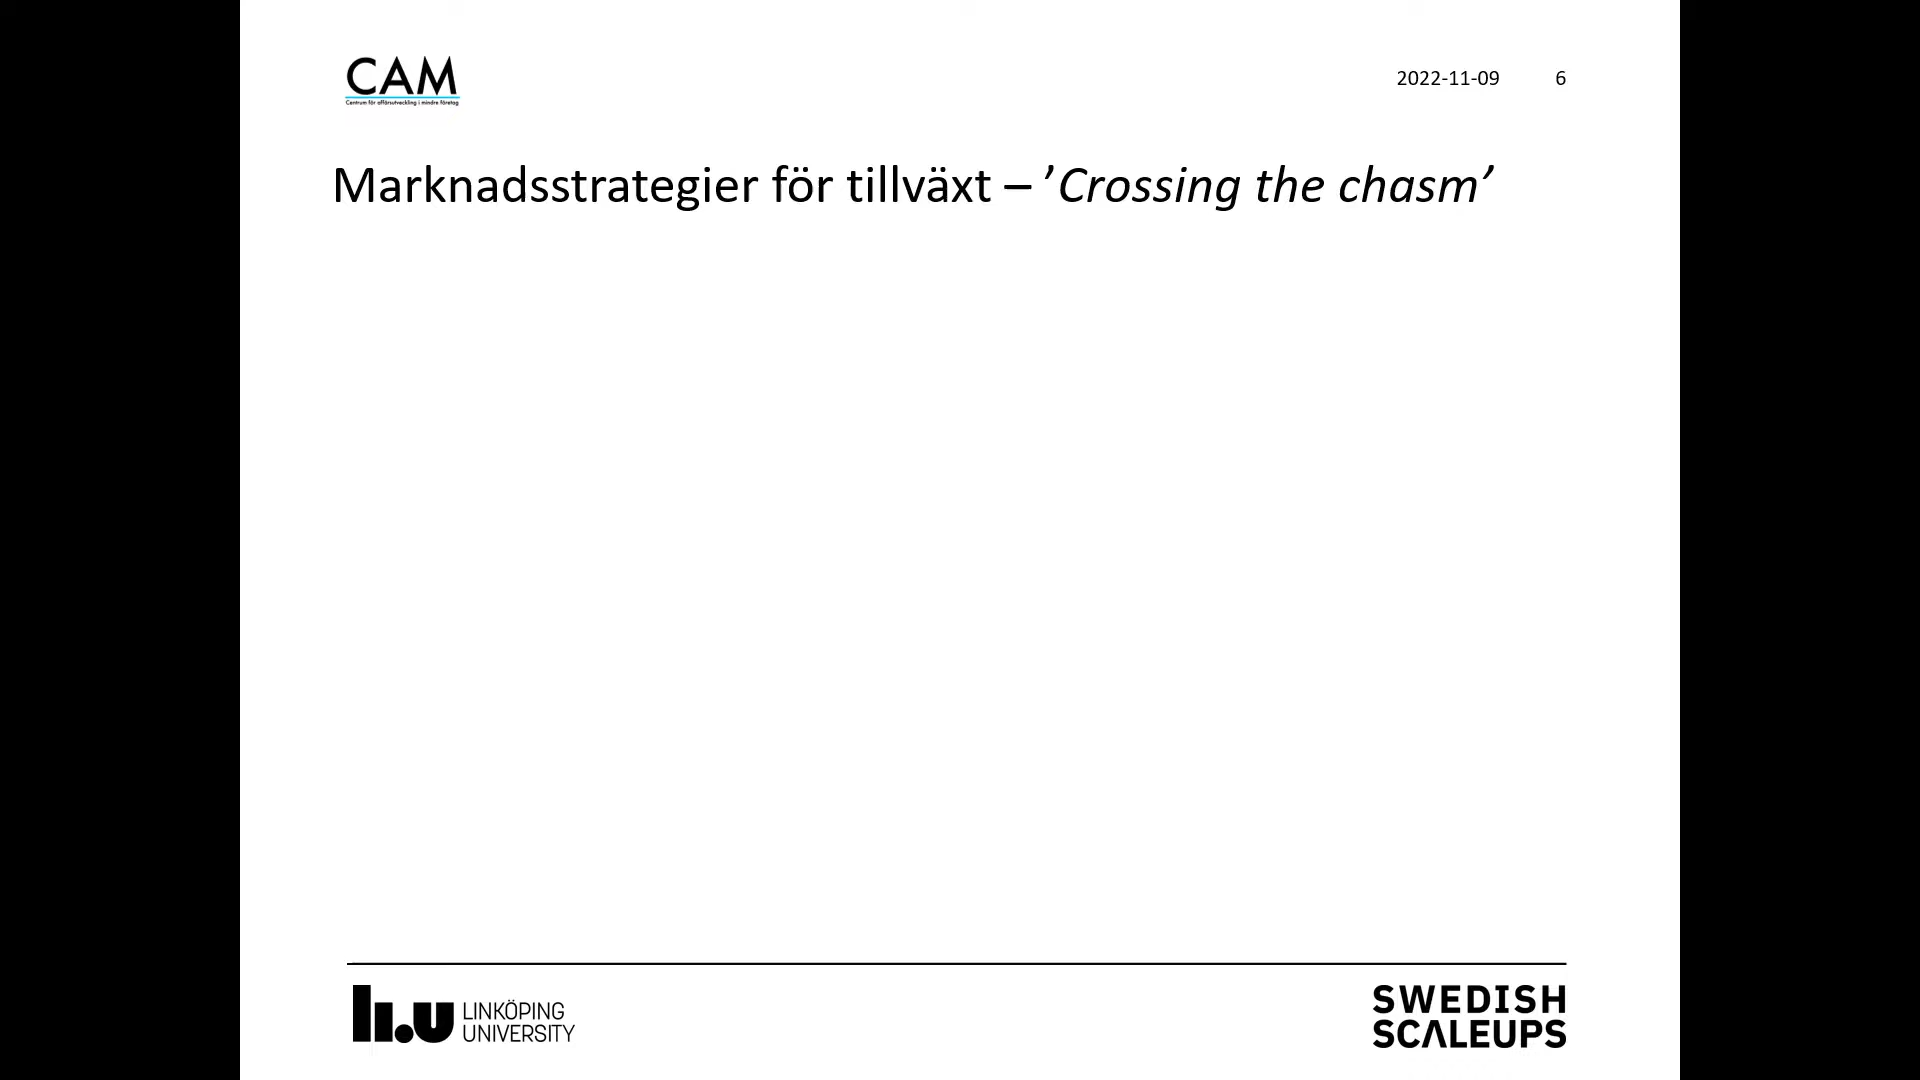 CAM
Centrum för affärsutveckling i mindre företag
2022-11-09 6
Marknadsstrategier för tillväxt – ’Crossing the chasm’
li.u LINKÖPING
UNIVERSITY
SWEDISH
SCALEUPS